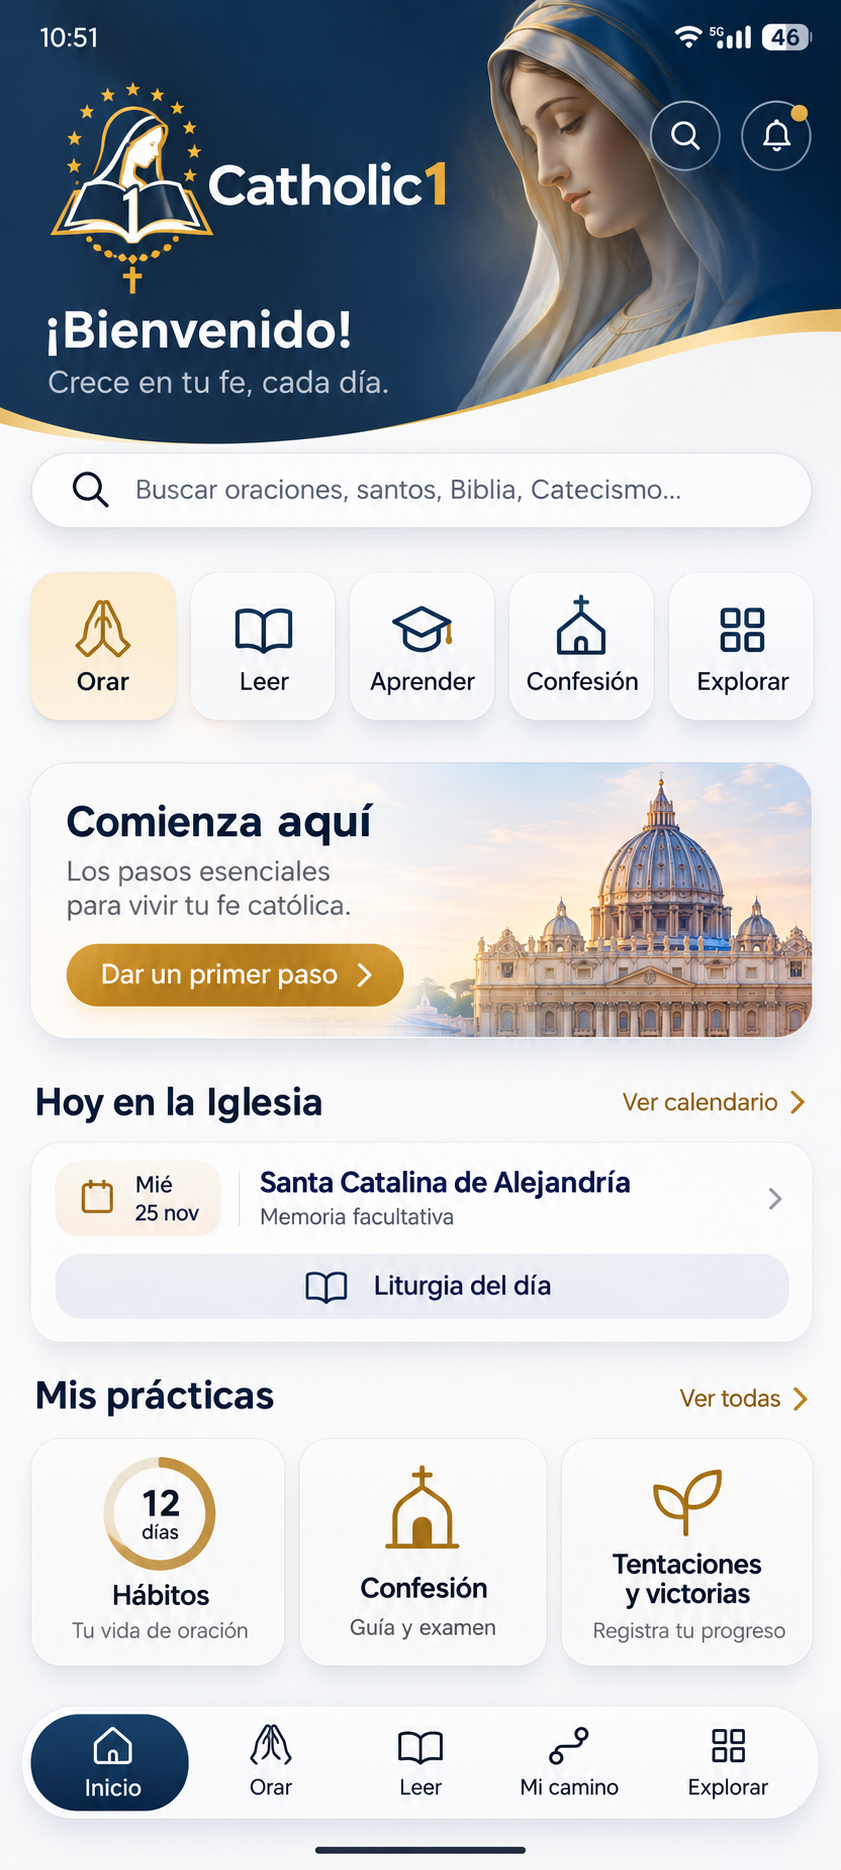 10:51
5G
46
1
Catholic1
¡Bienvenido!
Crece en tu fe, cada día.
Buscar oraciones, santos, Biblia, Catecismo...
Orar
Leer
Aprender
Confesión
Explorar
Comienza aquí
Los pasos esenciales
para vivir tu fe católica.
Dar un primer paso
Hoy en la Iglesia
Ver calendario
Mié
25 nov
Santa Catalina de Alejandría
Memoria facultativa
Liturgia del día
Mis prácticas
Ver todas
12
días
Hábitos
Tu vida de oración
Confesión
Guía y examen
Tentaciones
y victorias
Registra tu progreso
Inicio
Orar
Leer
Mi camino
Explorar